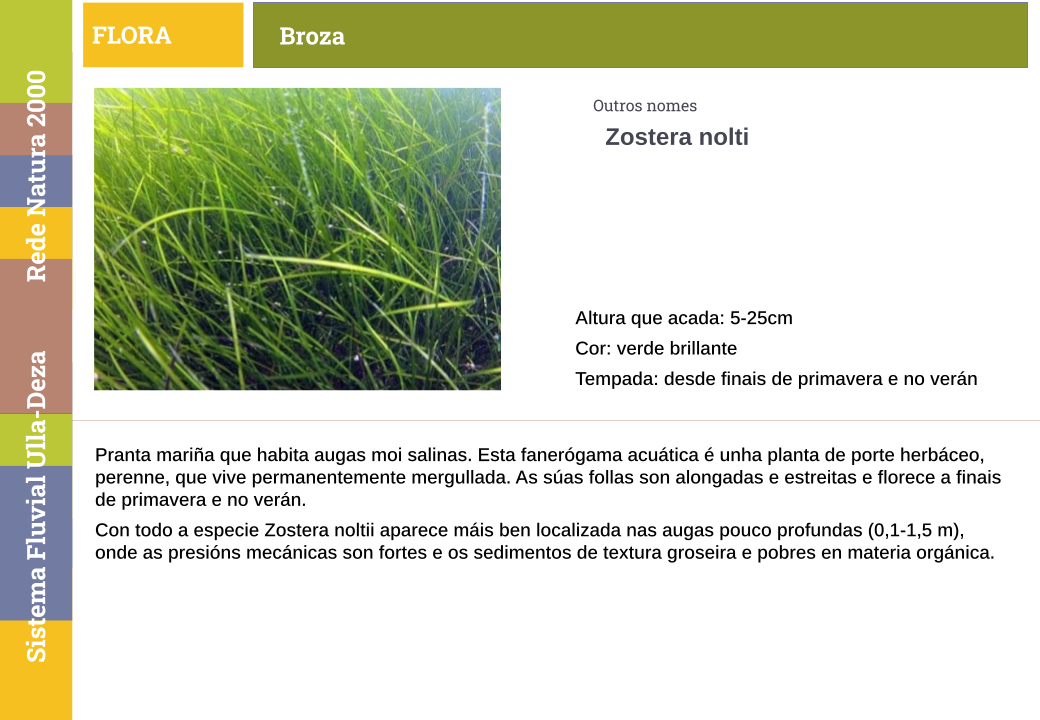 FLORA
Broza
Rede Natura 2000
Sistema Fluvial Ulla-Deza
Outros nomes
Zostera nolti
Altura que acada: 5-25cm
Cor: verde brillante
Tempada: desde finais de primavera e no verán
Pranta mariña que habita augas moi salinas. Esta fanerógama acuática é unha planta de porte herbáceo,
perenne, que vive permanentemente mergullada. As súas follas son alongadas e estreitas e florece a finais
de primavera e no verán.
Con todo a especie Zostera noltii aparece máis ben localizada nas augas pouco profundas (0,1-1,5 m),
onde as presións mecánicas son fortes e os sedimentos de textura groseira e pobres en materia orgánica.